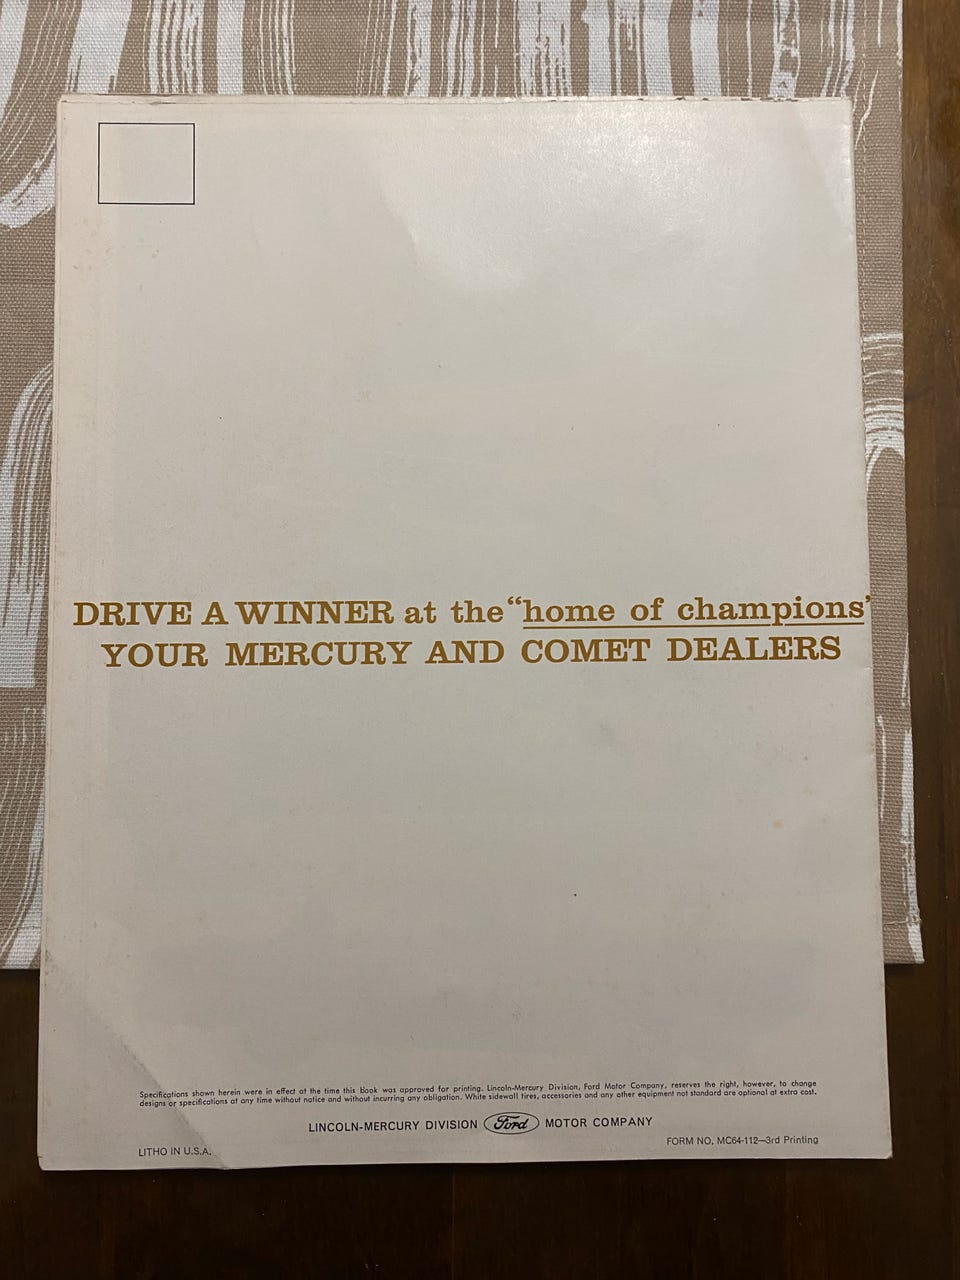 DRIVE A WINNER at the “home of champions’
YOUR MERCURY AND COMET DEALERS
Specifications shown herein were in effect at the time this book was approved for printing. Lincoln-Mercury Division, Ford Motor Company, reserves the right, however, to change
designs or specifications at any time without notice and without incurring any obligation. White sidewall tires, accessories and any other equipment not standard are optional at extra cost.
LINCOLN-MERCURY DIVISION Ford MOTOR COMPANY
LITHO IN U.S.A.
FORM NO. MC64-112—3rd Printing